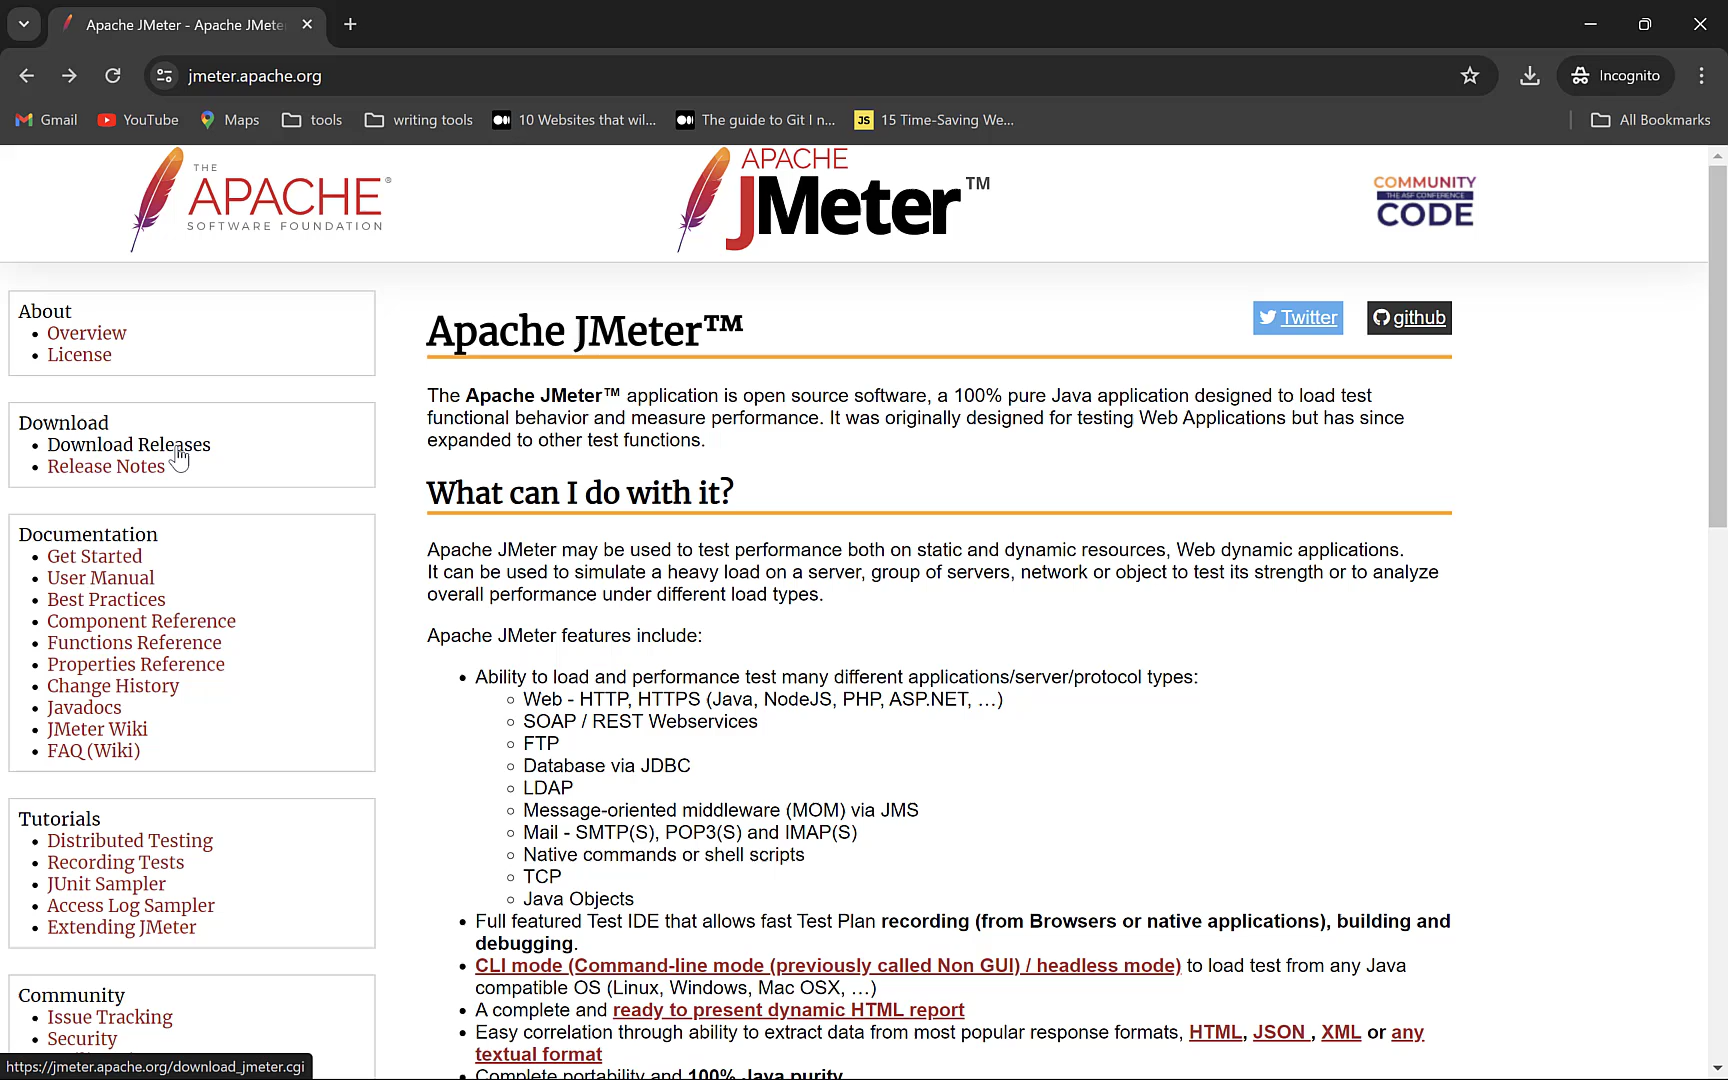 Apache JMeter - Apache JMete
jmeter.apache.org
Incognito
Gmail
YouTube
Maps
tools
writing tools
10 Websites that wil...
The guide to Git I n...
JS 15 Time-Saving We...
All Bookmarks
THE
APACHE®
SOFTWARE FOUNDATION
APACHE
JMeter™
COMMUNITY
THE ASF CONFERENCE
CODE
About
• Overview
• License
Download
• Download Releases
• Release Notes
Documentation
• Get Started
• User Manual
• Best Practices
• Component Reference
• Functions Reference
• Properties Reference
• Change History
• Javadocs
• JMeter Wiki
• FAQ (Wiki)
Tutorials
• Distributed Testing
• Recording Tests
• JUnit Sampler
• Access Log Sampler
• Extending JMeter
Community
• Issue Tracking
• Security
https://jmeter.apache.org/download_jmeter.cgi
Apache JMeter™
Twitter
github
The Apache JMeter™ application is open source software, a 100% pure Java application designed to load test
functional behavior and measure performance. It was originally designed for testing Web Applications but has since
expanded to other test functions.
What can I do with it?
Apache JMeter may be used to test performance both on static and dynamic resources, Web dynamic applications.
It can be used to simulate a heavy load on a server, group of servers, network or object to test its strength or to analyze
overall performance under different load types.
Apache JMeter features include:
• Ability to load and performance test many different applications/server/protocol types:
◦ Web - HTTP, HTTPS (Java, NodeJS, PHP, ASP.NET, …)
◦ SOAP / REST Webservices
◦ FTP
◦ Database via JDBC
◦ LDAP
◦ Message-oriented middleware (MOM) via JMS
◦ Mail - SMTP(S), POP3(S) and IMAP(S)
◦ Native commands or shell scripts
◦ TCP
◦ Java Objects
• Full featured Test IDE that allows fast Test Plan recording (from Browsers or native applications), building and
debugging.
• CLI mode (Command-line mode (previously called Non GUI) / headless mode) to load test from any Java
compatible OS (Linux, Windows, Mac OSX, …)
• A complete and ready to present dynamic HTML report
• Easy correlation through ability to extract data from most popular response formats, HTML, JSON , XML or any
textual format
• Complete portability and 100% Java purity